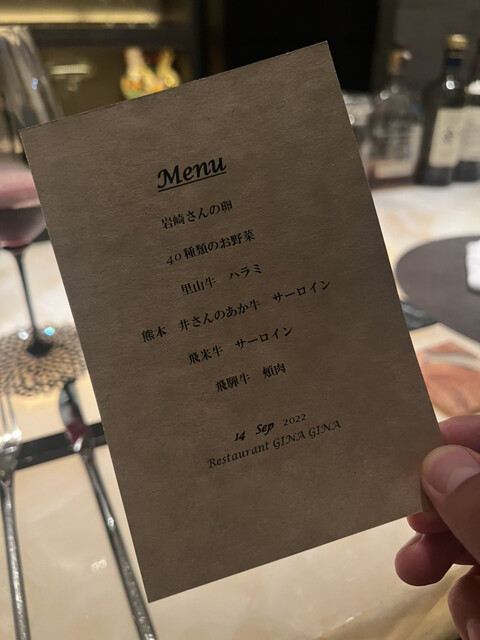 Menu
岩崎さんの卵
40種類のお野菜
里山牛 ハラミ
熊本 井さんのあか牛 サーロイン
飛米牛 サーロイン
飛騨牛 頬肉
14 Sep 2022
Restaurant GINA GINA